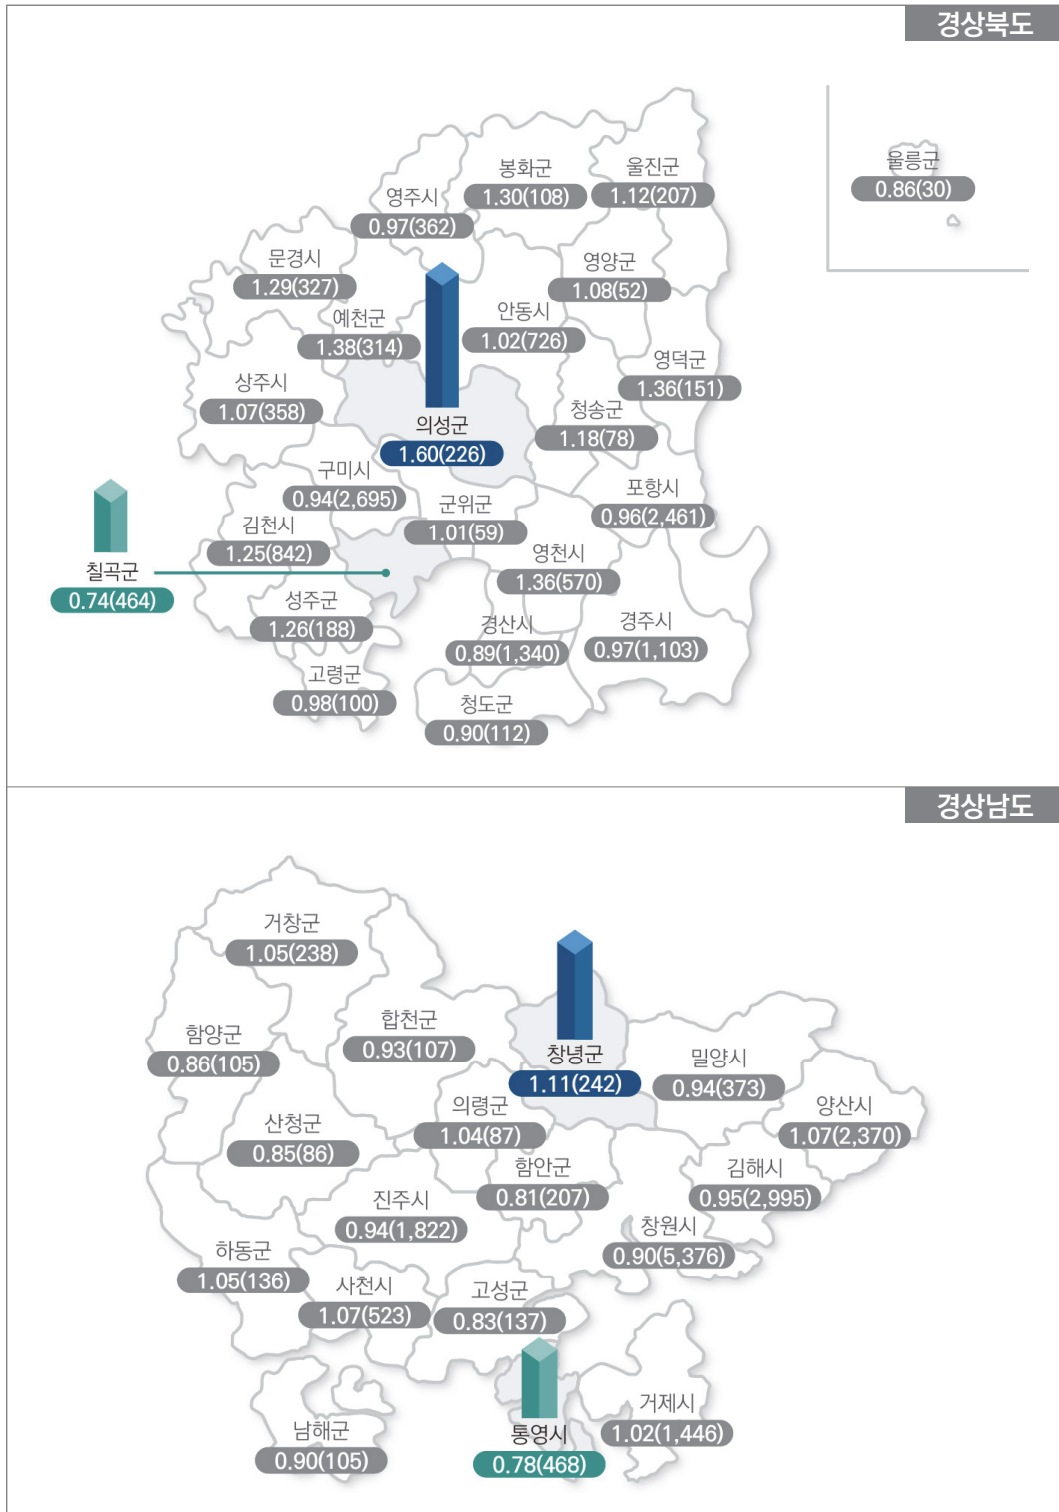 경상북도
울릉군
0.86(30)
봉화군
1.30(108)
울진군
1.12(207)
영주시
0.97(362)
문경시
1.29(327)
영양군
1.08(52)
예천군
1.38(314)
안동시
1.02(726)
영덕군
1.36(151)
상주시
1.07(358)
청송군
1.18(78)
의성군
1.60(226)
구미시
0.94(2,695)
군위군
1.01(59)
포항시
0.96(2,461)
김천시
1.25(842)
영천시
1.36(570)
칠곡군
0.74(464)
성주군
1.26(188)
경산시
0.89(1,340)
경주시
0.97(1,103)
고령군
0.98(100)
청도군
0.90(112)
경상남도
거창군
1.05(238)
합천군
0.93(107)
함양군
0.86(105)
창녕군
1.11(242)
밀양시
0.94(373)
의령군
1.04(87)
양산시
1.07(2,370)
산청군
0.85(86)
함안군
0.81(207)
김해시
0.95(2,995)
진주시
0.94(1,822)
창원시
0.90(5,376)
하동군
1.05(136)
사천시
1.07(523)
고성군
0.83(137)
거제시
1.02(1,446)
남해군
0.90(105)
통영시
0.78(468)